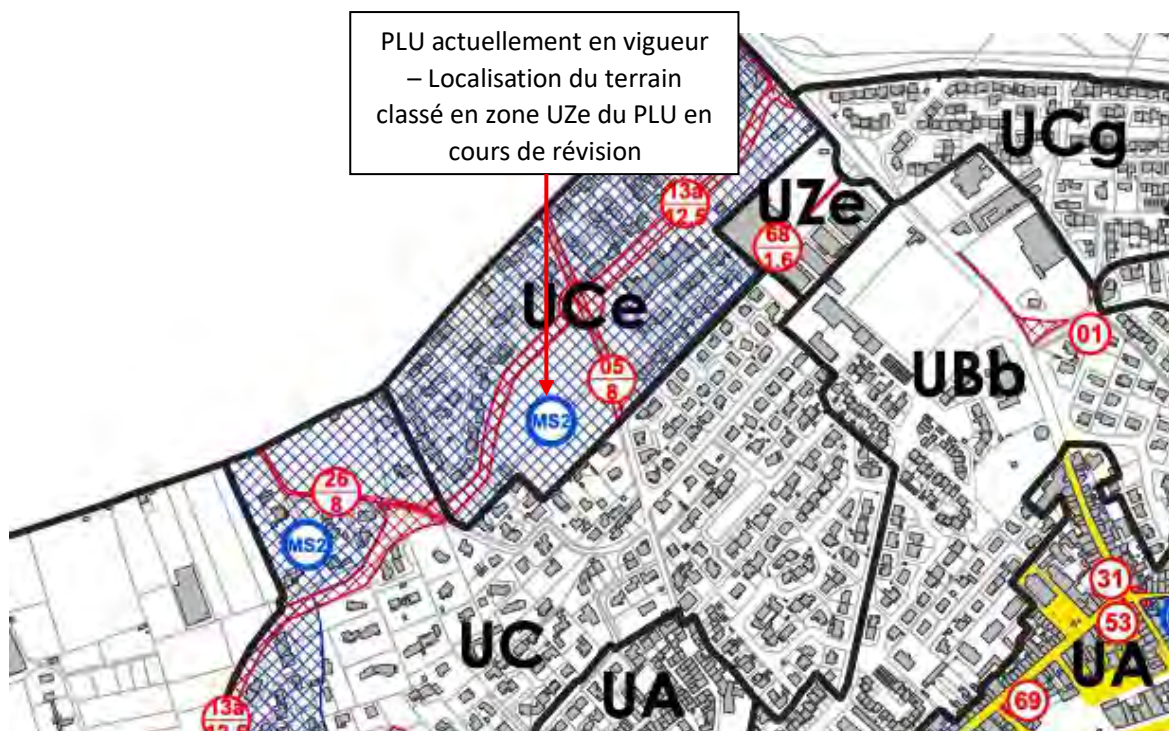 PLU actuellement en vigueur
– Localisation du terrain
classé en zone UZe du PLU en
cours de révision
UCg
13a
12.5
UZe
68
1.6
UCe
01
05
8
UBb
MS2
26
8
MS2
31
53
UC
UA
UA
69
13a
12.5